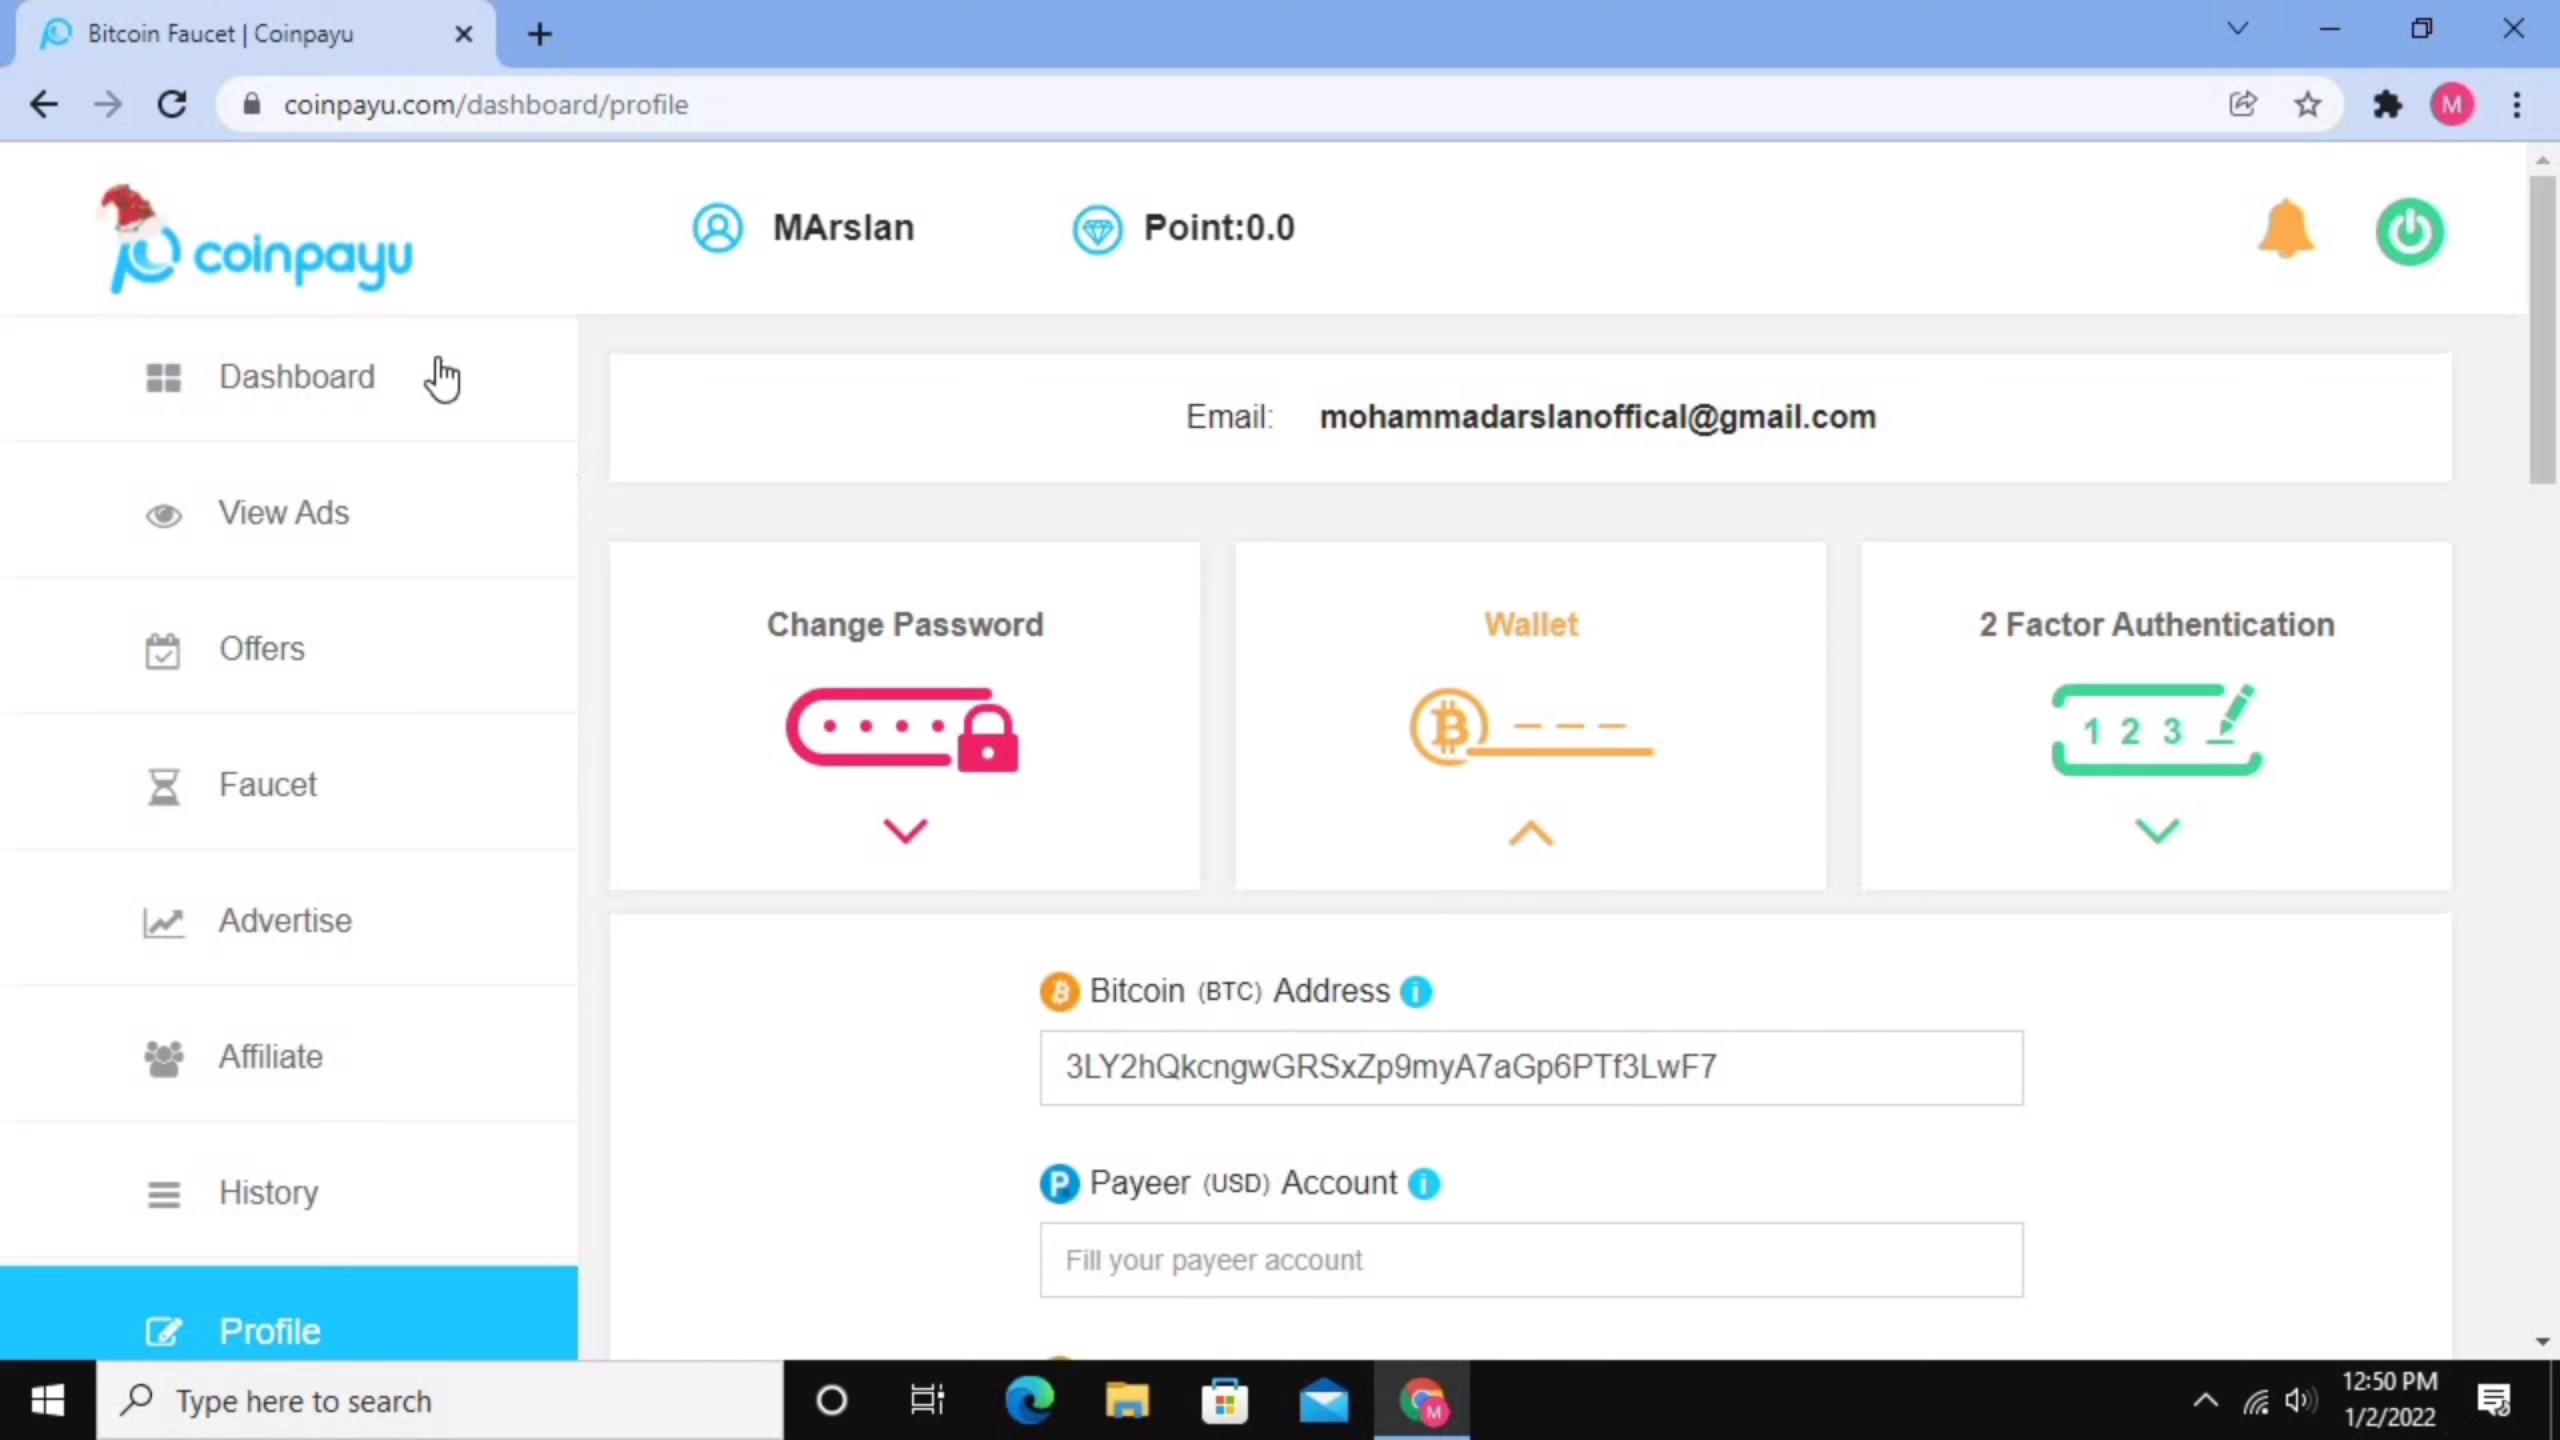 Bitcoin Faucet | Coinpayu
coinpayu.com/dashboard/profile
M
coinpayu
MArslan
Point:0.0
Dashboard
View Ads
Offers
Faucet
Advertise
Affiliate
History
Profile
Email: mohammadarslanoffical@gmail.com
Change Password
Wallet
2 Factor Authentication
1 2 3
Bitcoin (BTC) Address
3LY2hQkcngwGRSxZp9myA7aGp6PTf3LwF7
Payeer (USD) Account
Fill your payeer account
Type here to search
M
12:50 PM
1/2/2022